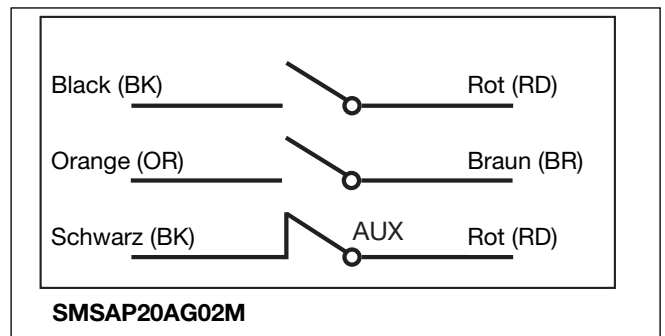 Black (BK) Rot (RD)
Orange (OR) Braun (BR)
Schwarz (BK) AUX Rot (RD)
SMSAP20AG02M